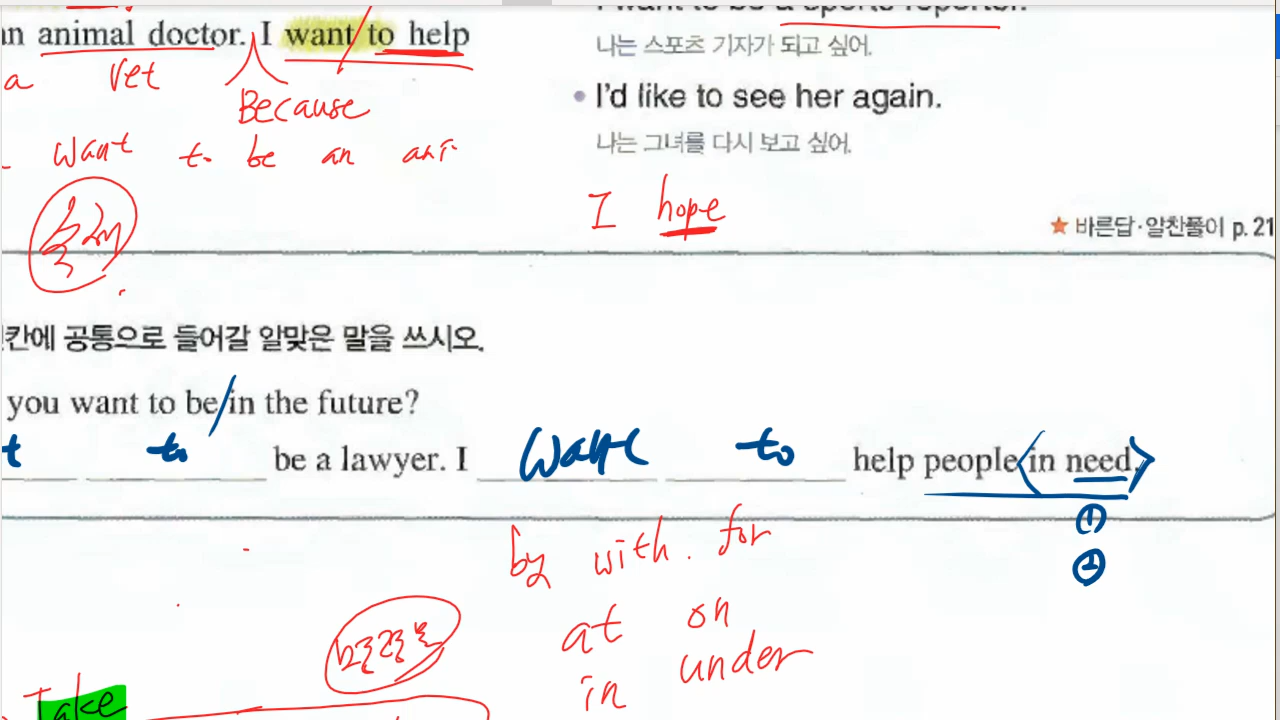 an animal doctor. I want to help
a vet
Because
want to be an
I want to be a sports reporter.
나는 스포츠 기자가 되고 싶어.
• I'd like to see her again.
나는 그녀를 다시 보고 싶어.
I hope
★ 바른답·알찬풀이 p. 21
칸에 공통으로 들어갈 알맞은 말을 쓰시오.
you want to be/in the future?
t to be a lawyer. I want to help people <in need.>
① 
②
by with. for
at on
in under
Take